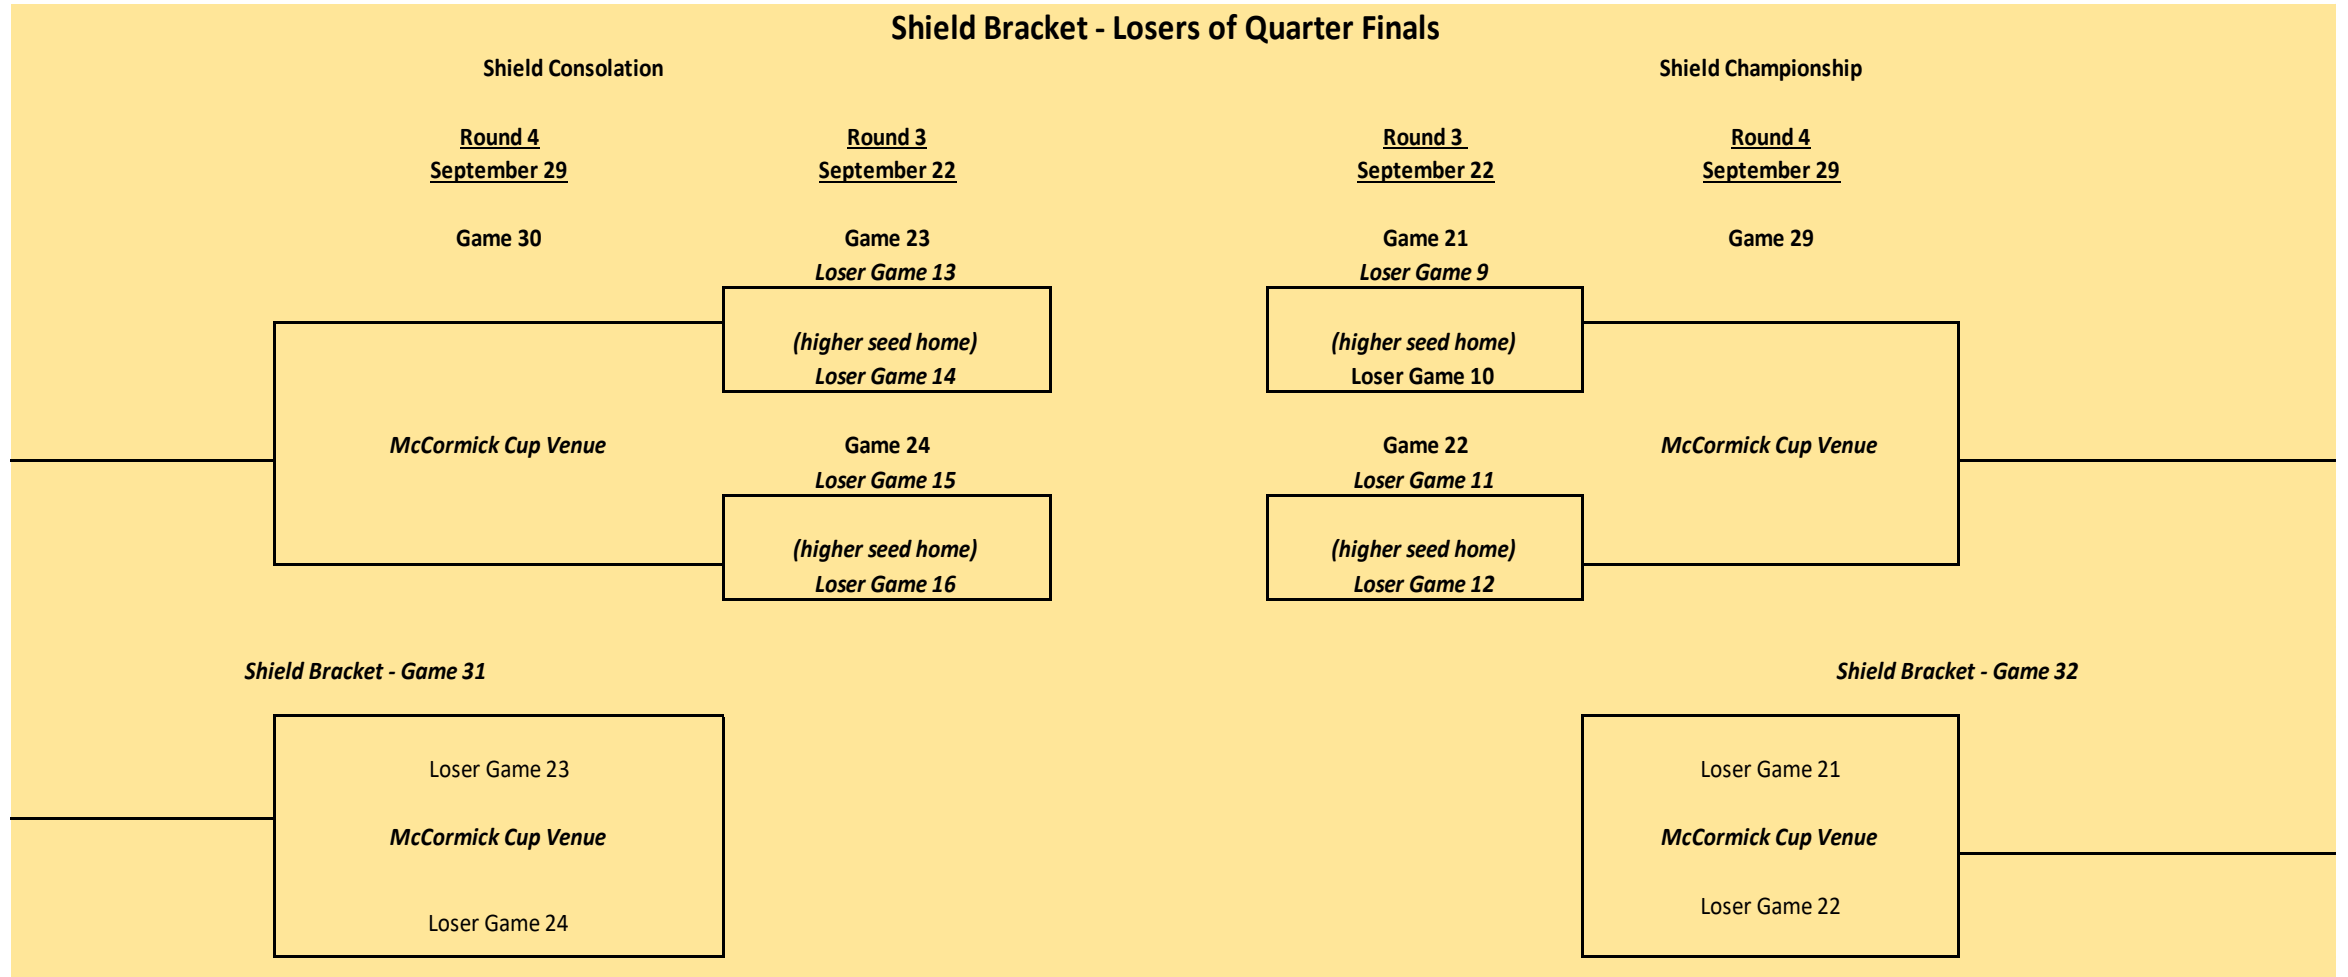 Shield Bracket - Losers of Quarter Finals
Shield Consolation
Shield Championship
Round 4
Round 3
Round 3
Round 4
September 29
September 22
September 22
September 29
Game 30
Game 23
Game 21
Game 29
Loser Game 13
Loser Game 9
(higher seed home)
(higher seed home)
Loser Game 14
Loser Game 10
McCormick Cup Venue
Game 24
Game 22
McCormick Cup Venue
Loser Game 15
Loser Game 11
(higher seed home)
(higher seed home)
Loser Game 16
Loser Game 12
Shield Bracket - Game 31
Shield Bracket - Game 32
Loser Game 23
Loser Game 21
McCormick Cup Venue
McCormick Cup Venue
Loser Game 24
Loser Game 22